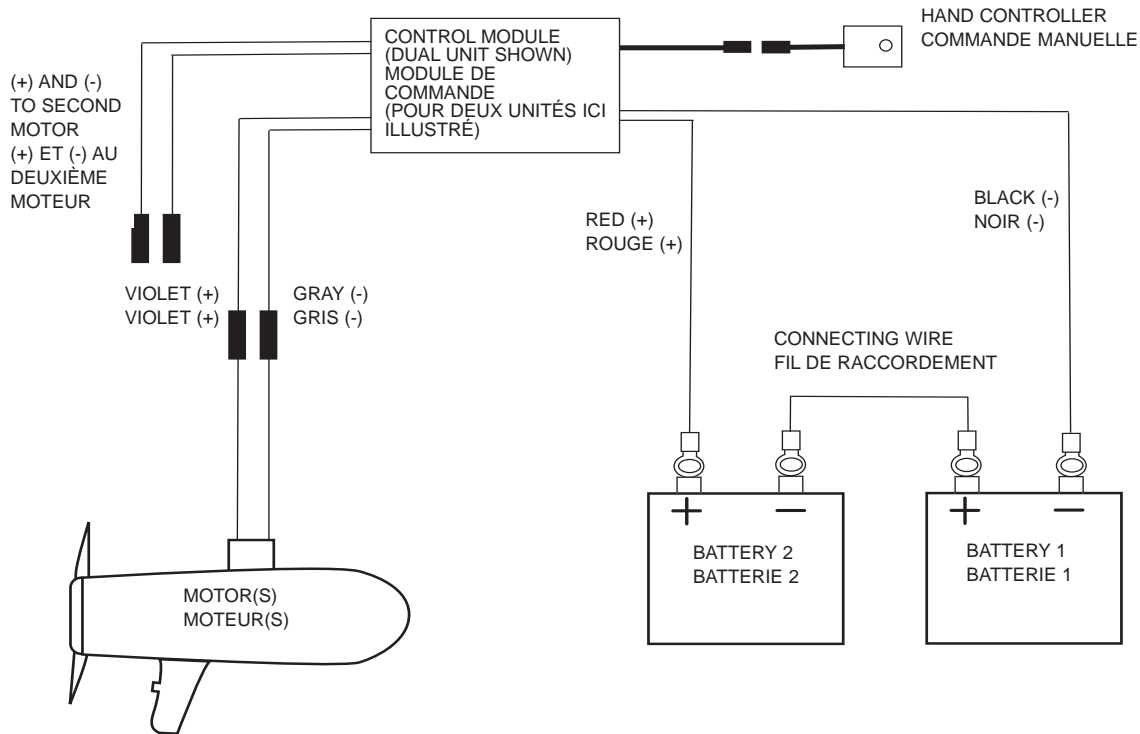 HAND CONTROLLER
COMMANDE MANUELLE
CONTROL MODULE
(DUAL UNIT SHOWN)
MODULE DE
COMMANDE
(POUR DEUX UNITÉS ICI
ILLUSTRÉ)
(+) AND (-)
TO SECOND
MOTOR
(+) ET (-) AU
DEUXIÈME
MOTEUR
RED (+)
ROUGE (+)
BLACK (-)
NOIR (-)
VIOLET (+)
VIOLET (+)
GRAY (-)
GRIS (-)
CONNECTING WIRE
FIL DE RACCORDEMENT
+
–
+
–
BATTERY 2
BATTERIE 2
BATTERY 1
BATTERIE 1
MOTOR(S)
MOTEUR(S)